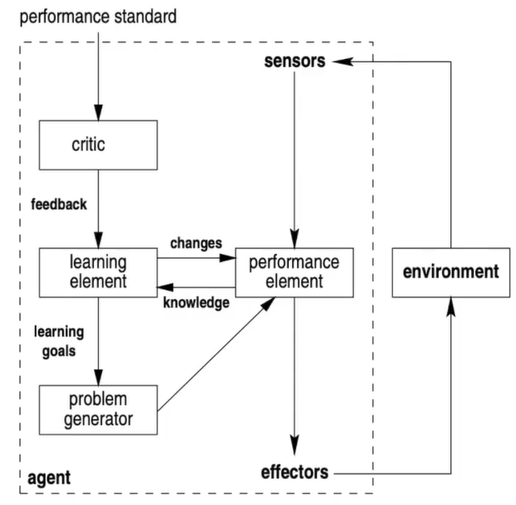 performance standard
sensors
critic
feedback
changes
learning
element
performance
element
environment
knowledge
learning
goals
problem
generator
agent
effectors